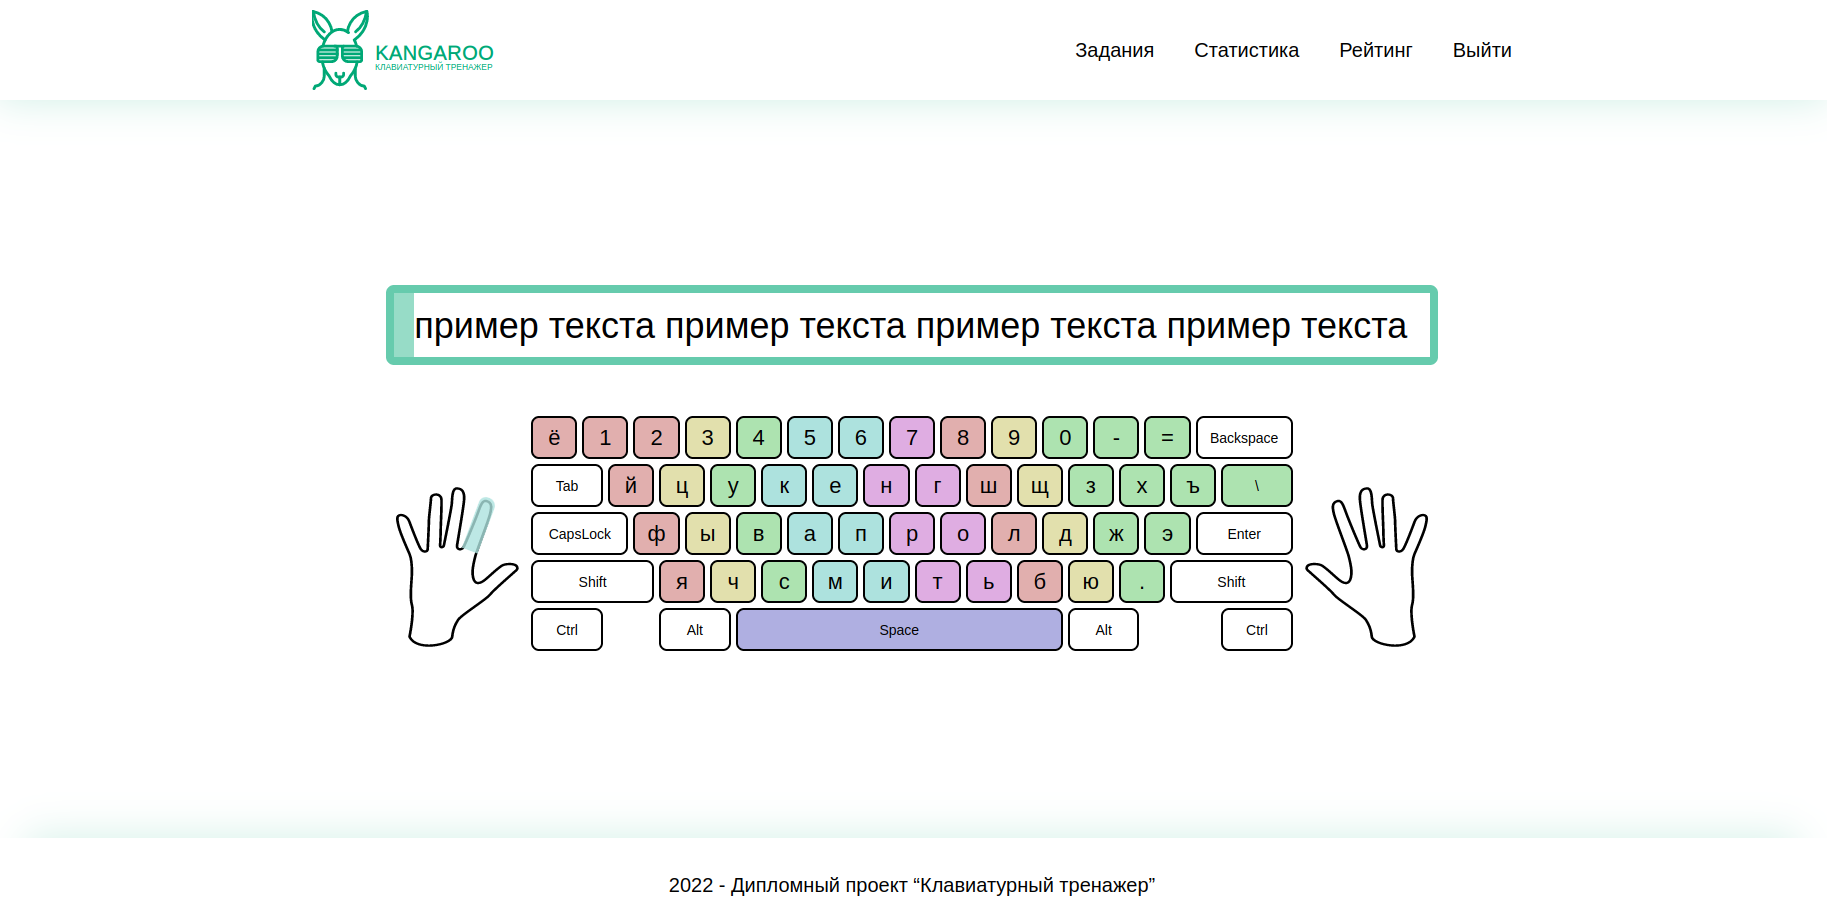 KANGAROO
КЛАВИАТУРНЫЙ ТРЕНАЖЕР
Задания Статистика Рейтинг Выйти
пример текста пример текста пример текста пример текста
ё 1 2 3 4 5 6 7 8 9 0 - = Backspace
Tab й ц у к е н г ш щ з х ъ \
CapsLock ф ы в а п р о л д ж э Enter
Shift я ч с м и т ь б ю . Shift
Ctrl Alt Space Alt Ctrl
2022 - Дипломный проект “Клавиатурный тренажер”